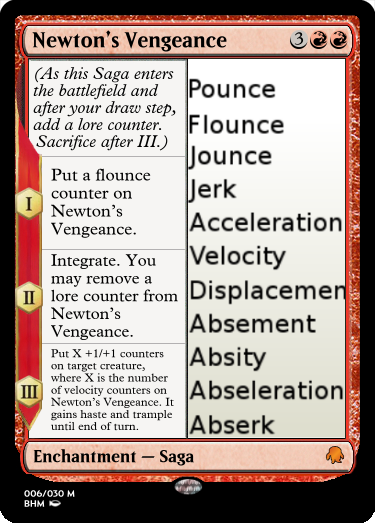 Newton's Vengeance 3
(As this Saga enters
the battlefield and
after your draw step,
add a lore counter.
Sacrifice after III.)
I
Put a flounce
counter on
Newton's
Vengeance.
II
Integrate. You
may remove a
lore counter from
Newton's
Vengeance.
III
Put X +1/+1 counters
on target creature,
where X is the number
of velocity counters on
Newton's Vengeance. It
gains haste and trample
until end of turn.
Pounce
Flounce
Jounce
Jerk
Acceleration
Velocity
Displacemen
Absement
Absity
Abseleration
Abserk
Enchantment — Saga
006/030 M
BHM